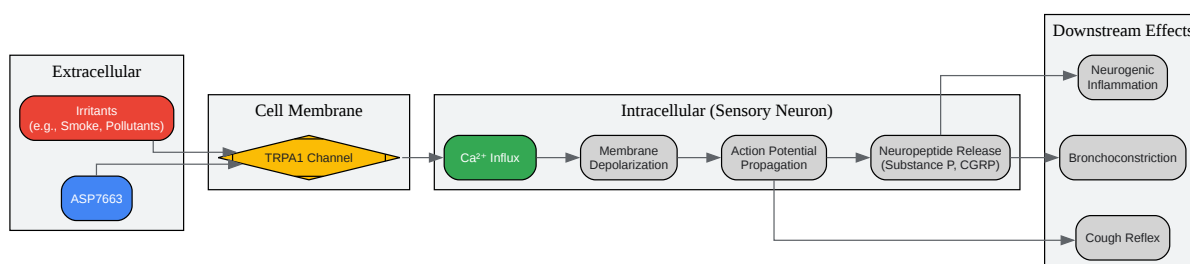 Extracellular
Irritants
(e.g., Smoke, Pollutants)
ASP7663
Cell Membrane
TRPA1 Channel
Intracellular (Sensory Neuron)
Ca²⁺ Influx
Membrane
Depolarization
Action Potential
Propagation
Neuropeptide Release
(Substance P, CGRP)
Downstream Effects
Neurogenic
Inflammation
Bronchoconstriction
Cough Reflex